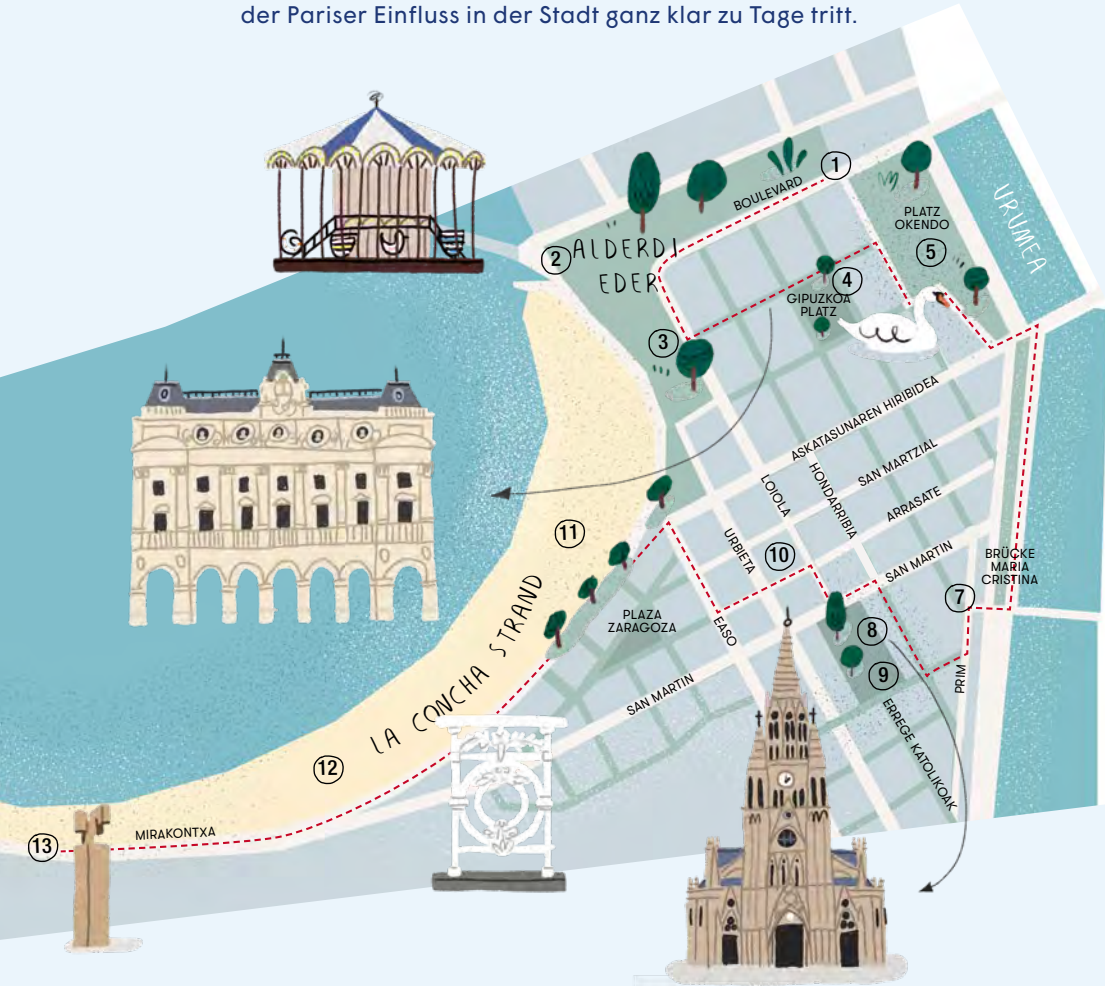 der Pariser Einfluss in der Stadt ganz klar zu Tage tritt.
1
BOULEVARD
URUMEA
PLATZ
OKENDO
5
2
ALDERDI
EDER
4
GIPUZKOA
PLATZ
3
ASKATASUNAREN HIRIBIDEA
SAN MARTZIAL
LOIOLA
HONDARRIBIA
ARRASATE
11
URBIETA
10
SAN MARTIN
BRÜCKE
MARIA
CRISTINA
7
PLAZA
ZARAGOZA
EASO
8
9
PRIM
LA CONCHA STRAND
SAN MARTIN
ERREGE KATOLIKOAK
12
MIRAKONTXA
13